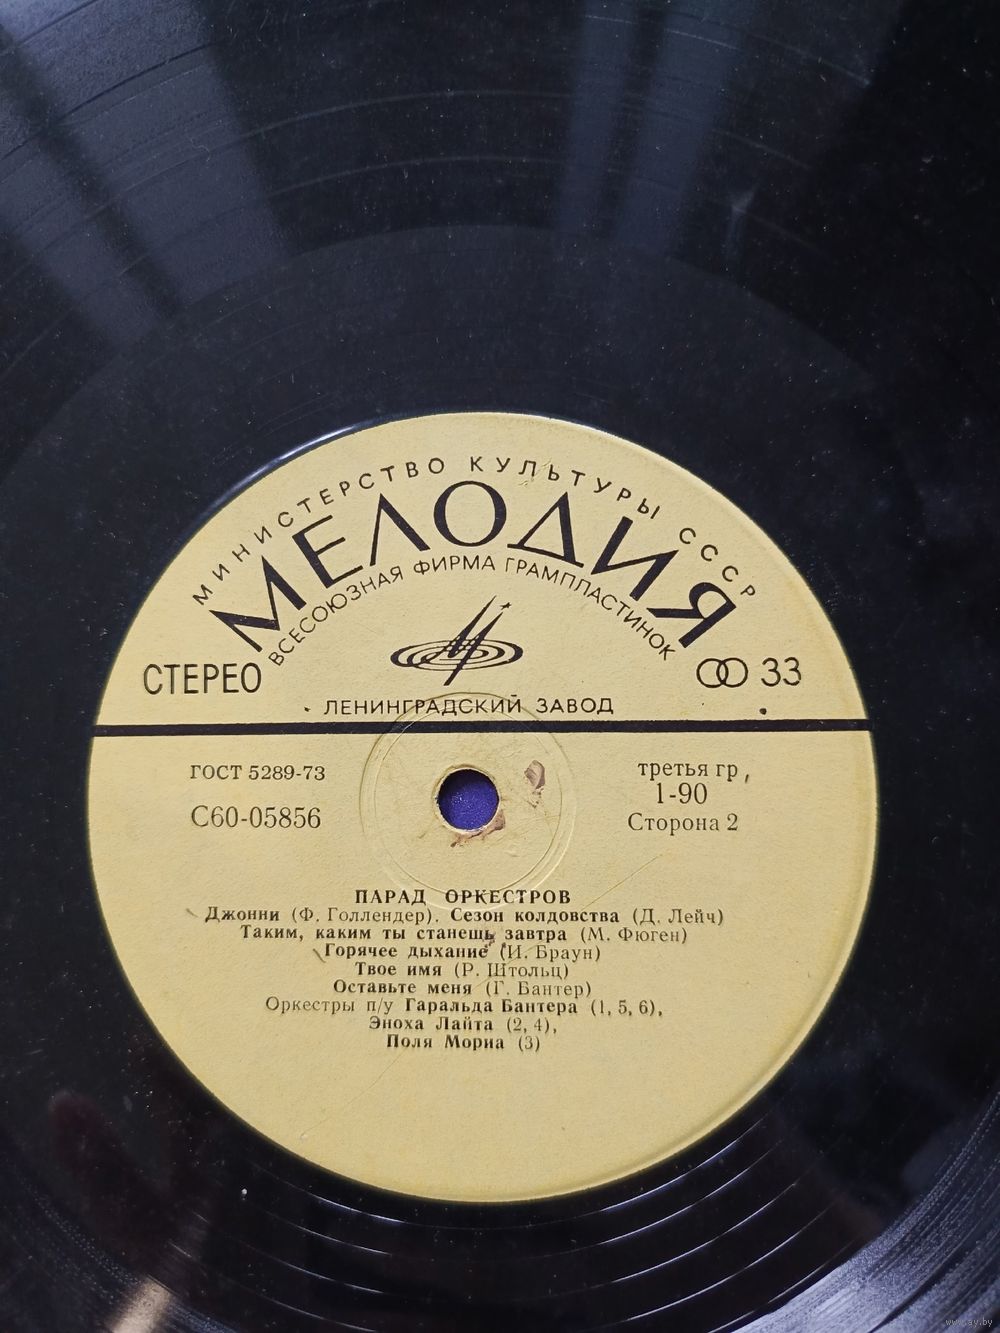 МИНИСТЕРСТВО КУЛЬТУРЫ СССР
МЕЛОДИЯ
ВСЕСОЮЗНАЯ ФИРМА ГРАМПЛАСТИНОК
СТЕРЕО
33
ЛЕНИНГРАДСКИЙ ЗАВОД
ГОСТ 5289-73
третья гр,
1-90
С60-05856
Сторона 2
ПАРАД ОРКЕСТРОВ
Джонни (Ф. Голлендер). Сезон колдовства (Д. Лейч)
Таким, каким ты станешь завтра (М. Фюген)
Горячее дыхание (И. Браун)
Твое имя (Р. Штольц)
Оставьте меня (Г. Бантер)
Оркестры п/у Гаральда Бантера (1, 5, 6),
Эноха Лайта (2, 4),
Поля Мориа (3)
www.ay.by